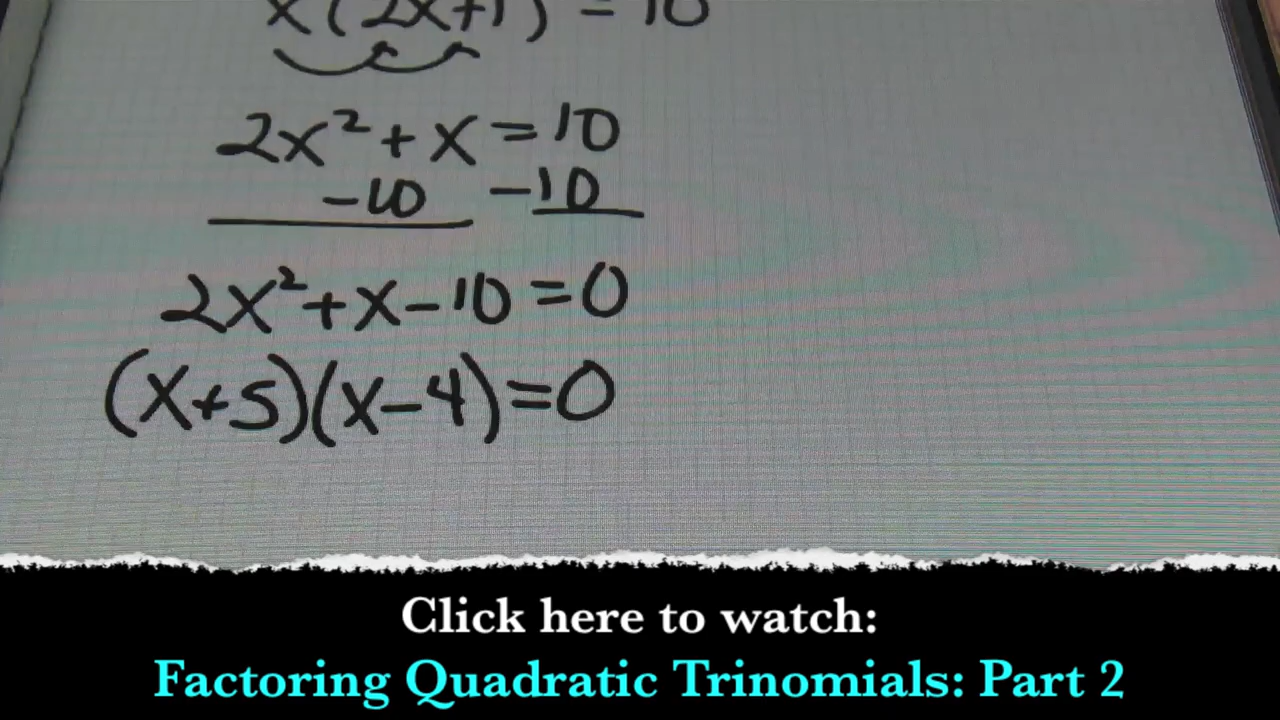 x(2x+1) = 10
2x² + x = 10
-10 -10
2x² + x - 10 = 0
(x+5)(x-4) = 0
Click here to watch:
Factoring Quadratic Trinomials: Part 2